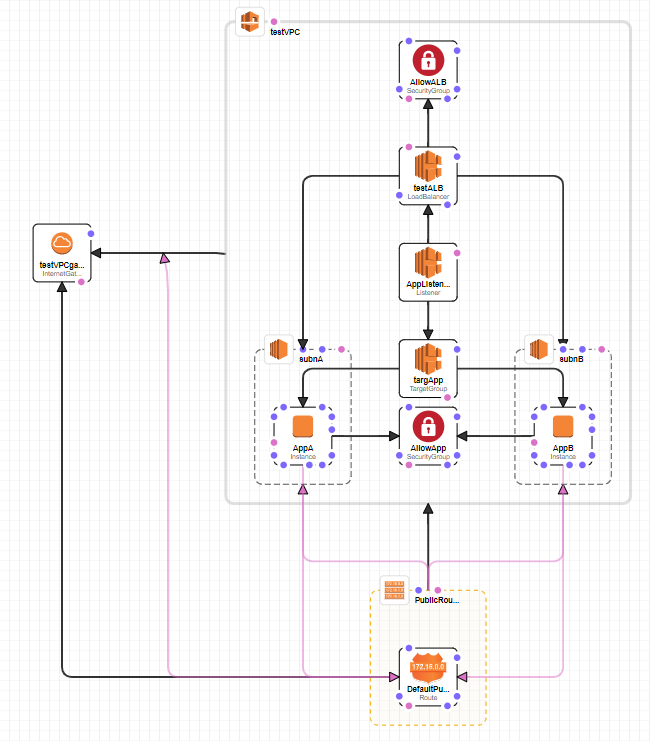 testVPC
AllowALB
SecurityGroup
testALB
LoadBalancer
testVPCga...
InternetGat...
AppListen...
Listener
subnA
targApp
TargetGroup
subnB
AppA
Instance
AllowApp
SecurityGroup
AppB
Instance
PublicRou...
172.16.0.0
DefaultPu...
Route